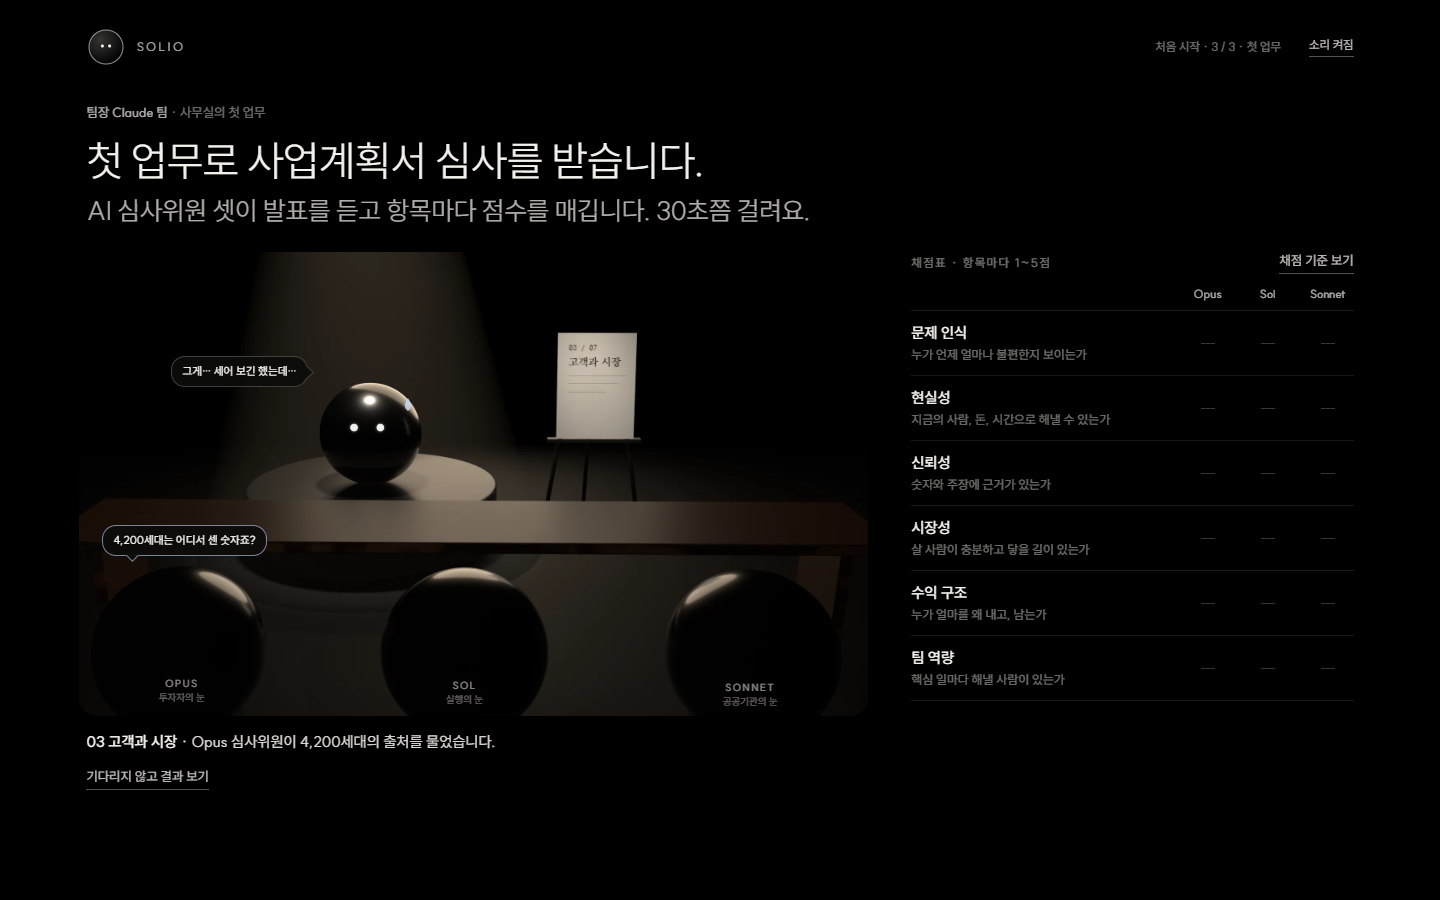 SOLIO
처음 시작 · 3 / 3 · 첫 업무
소리 켜짐
팀장 Claude 팀 · 사무실의 첫 업무
첫 업무로 사업계획서 심사를 받습니다.
AI 심사위원 셋이 발표를 듣고 항목마다 점수를 매깁니다. 30초쯤 걸려요.
그게… 세어 보긴 했는데…
03 / 07
고객과 시장
4,200세대는 어디서 센 숫자죠?
OPUS
투자자의 눈
SOL
실행의 눈
SONNET
공공기관의 눈
03 고객과 시장 · Opus 심사위원이 4,200세대의 출처를 물었습니다.
기다리지 않고 결과 보기
채점표 · 항목마다 1~5점
채점 기준 보기
Opus Sol Sonnet
문제 인식
누가 언제 얼마나 불편한지 보이는가
— — —
현실성
지금의 사람, 돈, 시간으로 해낼 수 있는가
— — —
신뢰성
숫자와 주장에 근거가 있는가
— — —
시장성
살 사람이 충분하고 닿을 길이 있는가
— — —
수익 구조
누가 얼마를 왜 내고, 남는가
— — —
팀 역량
핵심 일마다 해낼 사람이 있는가
— — —